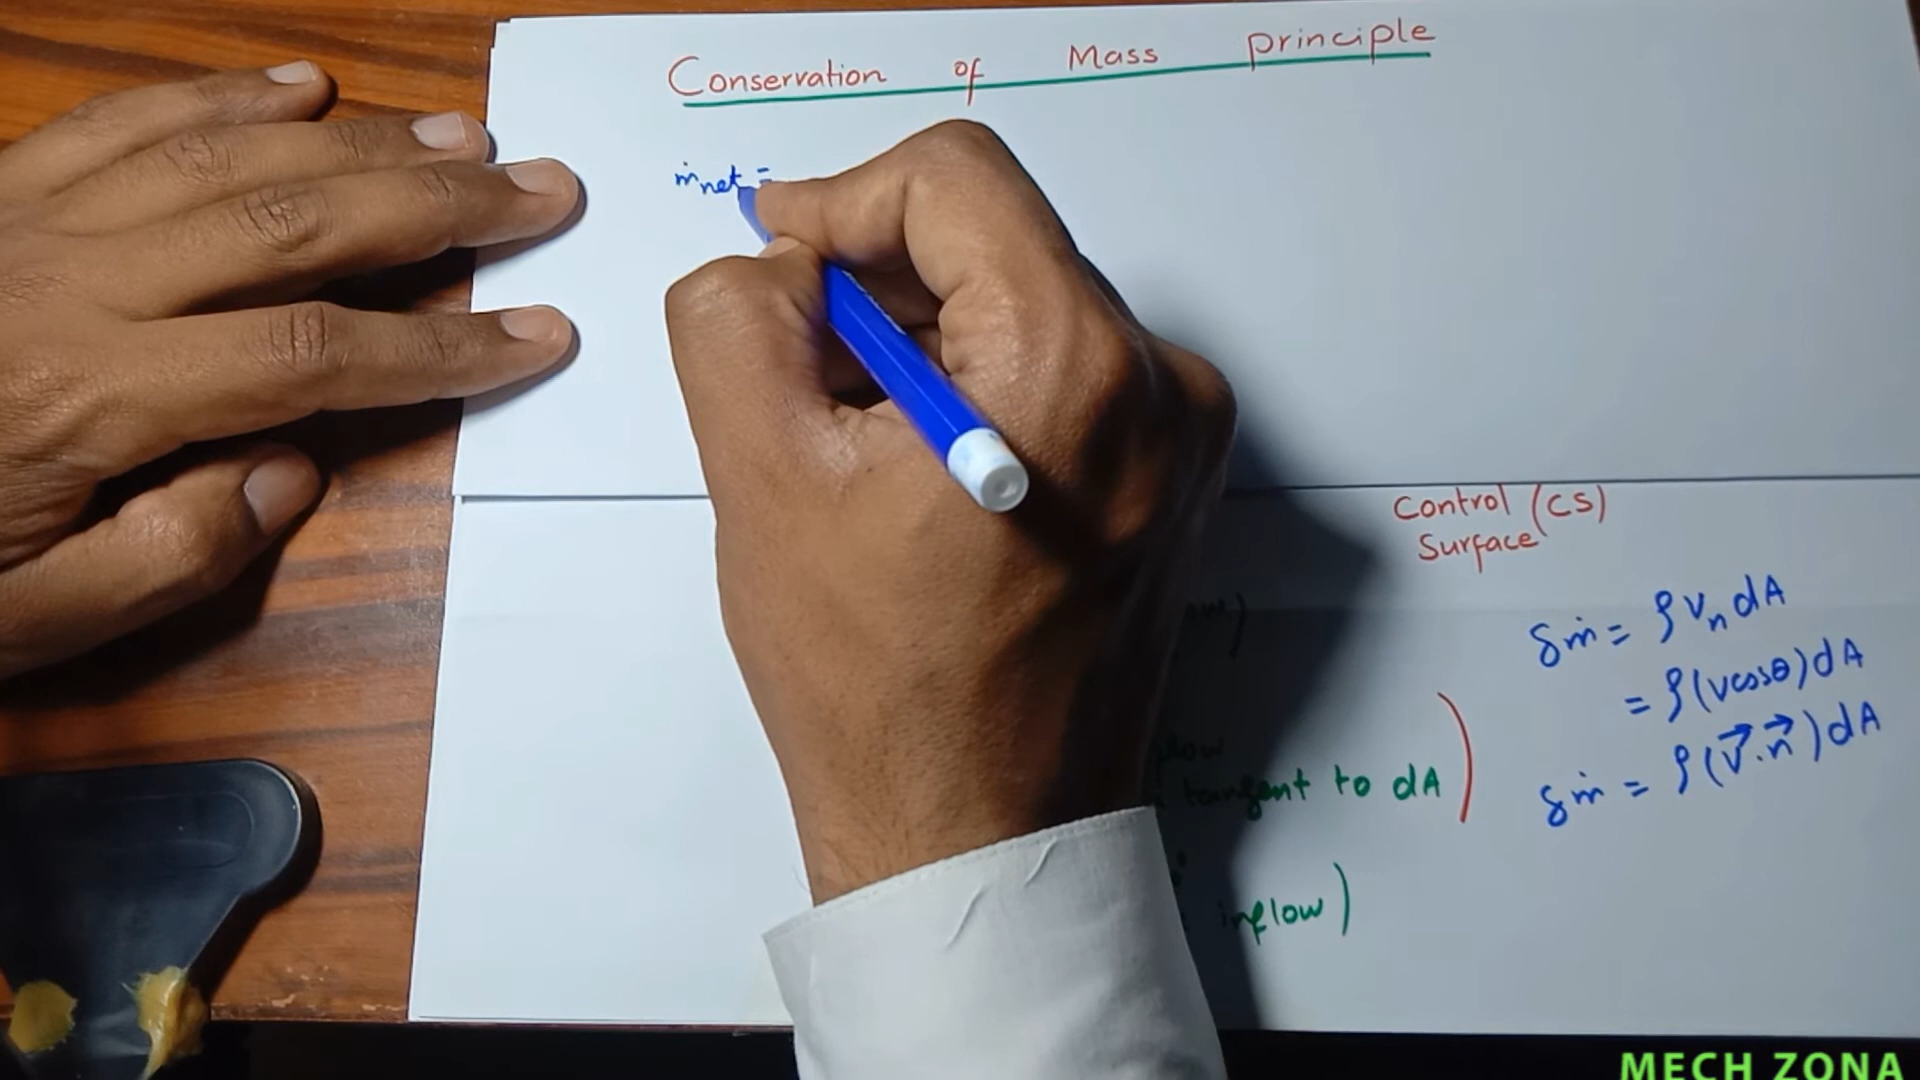 Conservation of Mass principle
ṁnet =
Control (CS)
Surface
δṁ = ρ Vn dA
= ρ(vcosθ)dA
δṁ = ρ(V⃗.n⃗)dA
tangent to dA
inflow)
MECH ZONA